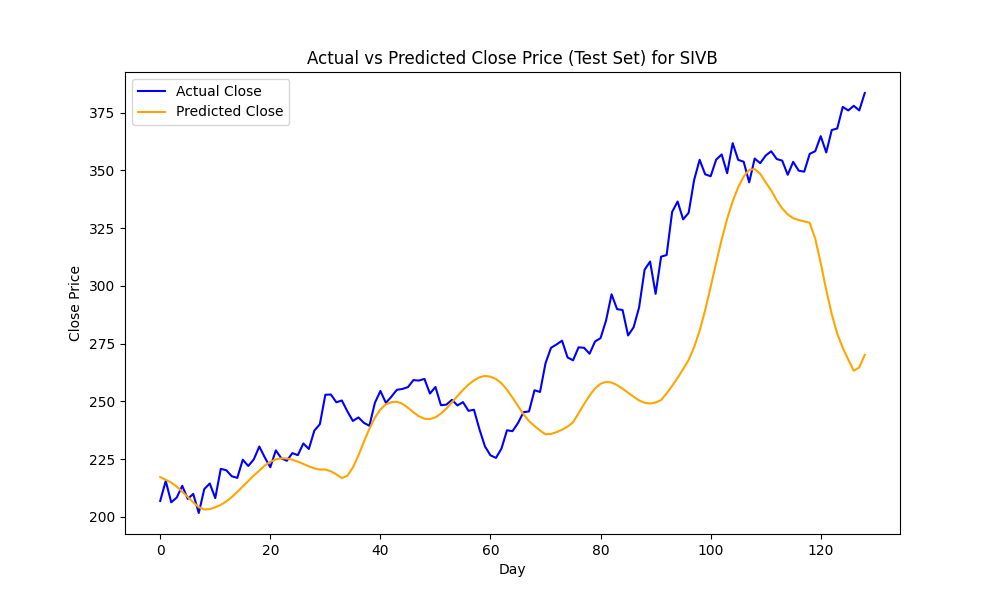 Actual vs Predicted Close Price (Test Set) for SIVB
Actual Close
Predicted Close
Close Price
375
350
325
300
275
250
225
200
0 20 40 60 80 100 120
Day